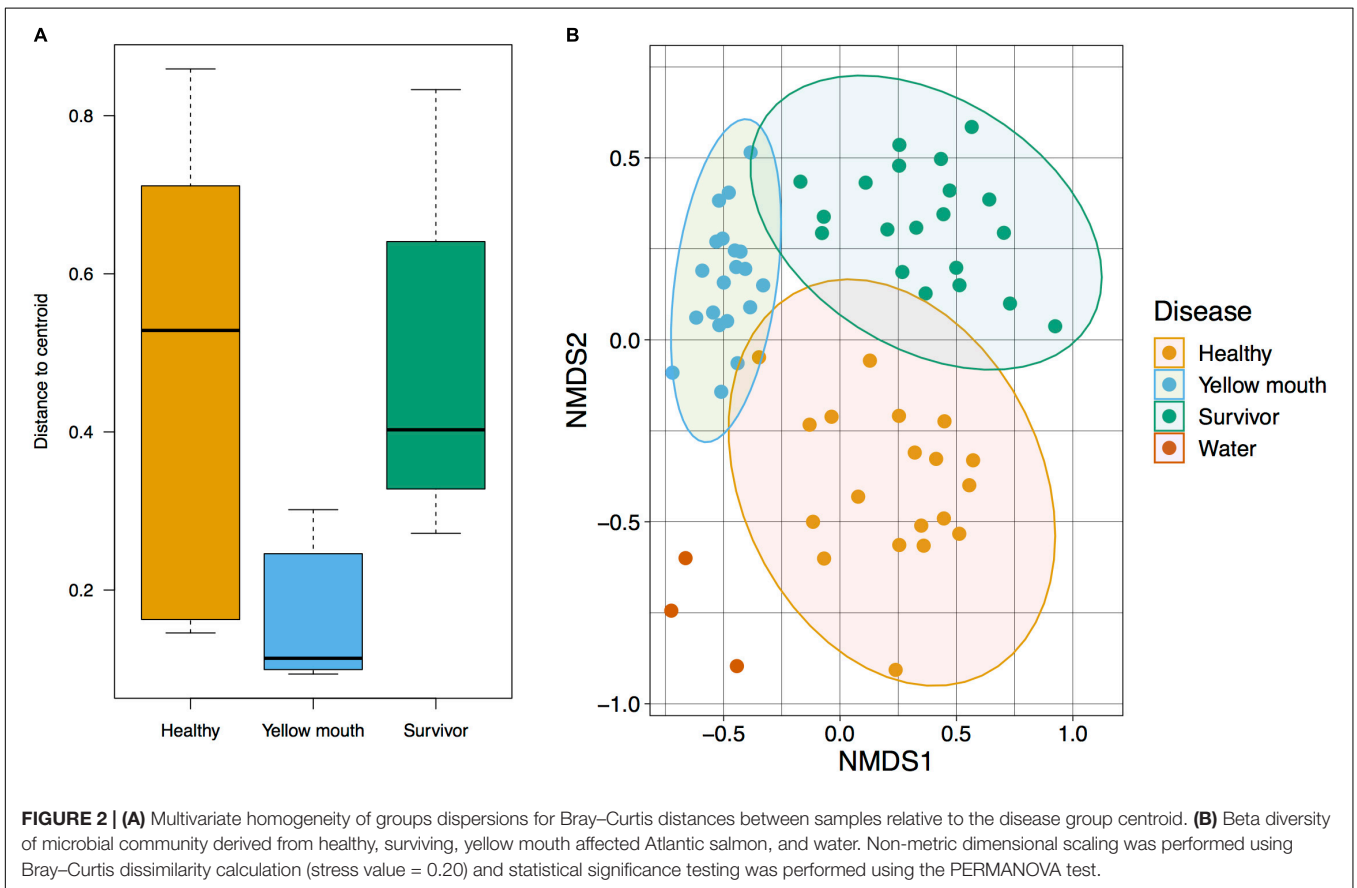 A
Distance to centroid
0.8
0.6
0.4
0.2
Healthy
Yellow mouth
Survivor
B
NMDS2
0.5
0.0
−0.5
−1.0
−0.5
0.0
0.5
1.0
NMDS1
Disease
Healthy
Yellow mouth
Survivor
Water
FIGURE 2 | (A) Multivariate homogeneity of groups dispersions for Bray–Curtis distances between samples relative to the disease group centroid. (B) Beta diversity
of microbial community derived from healthy, surviving, yellow mouth affected Atlantic salmon, and water. Non-metric dimensional scaling was performed using
Bray–Curtis dissimilarity calculation (stress value = 0.20) and statistical significance testing was performed using the PERMANOVA test.